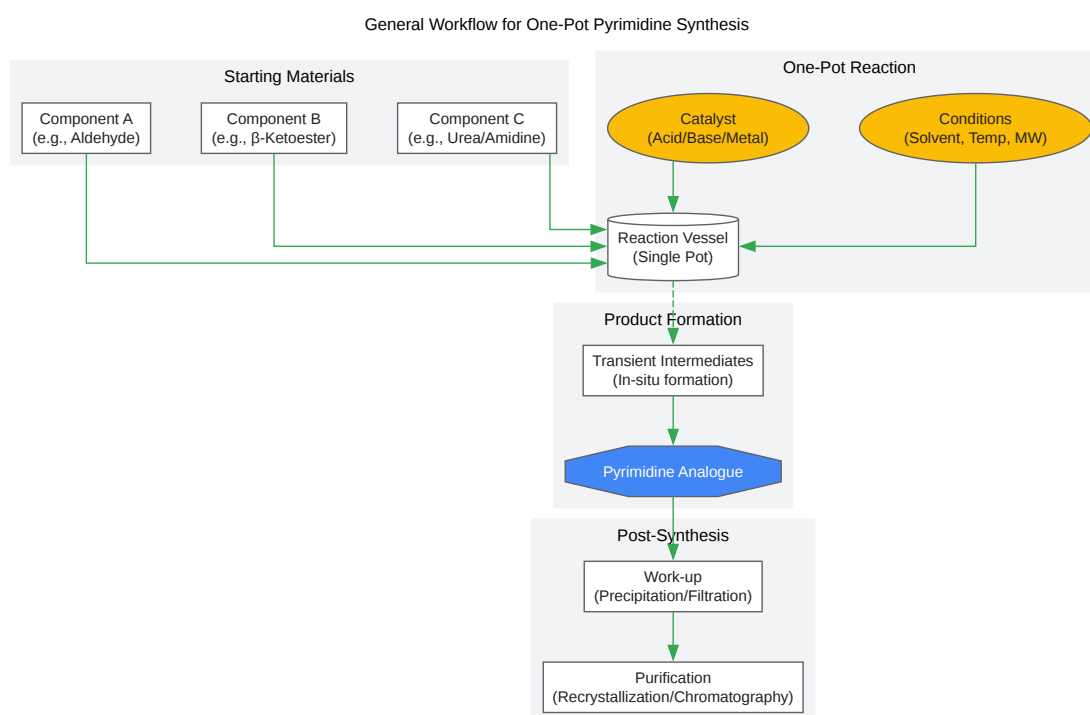 General Workflow for One-Pot Pyrimidine Synthesis
Starting Materials
One-Pot Reaction
Component A
(e.g., Aldehyde)
Component B
(e.g., β-Ketoester)
Component C
(e.g., Urea/Amidine)
Catalyst
(Acid/Base/Metal)
Conditions
(Solvent, Temp, MW)
Reaction Vessel
(Single Pot)
Product Formation
Transient Intermediates
(In-situ formation)
Pyrimidine Analogue
Post-Synthesis
Work-up
(Precipitation/Filtration)
Purification
(Recrystallization/Chromatography)